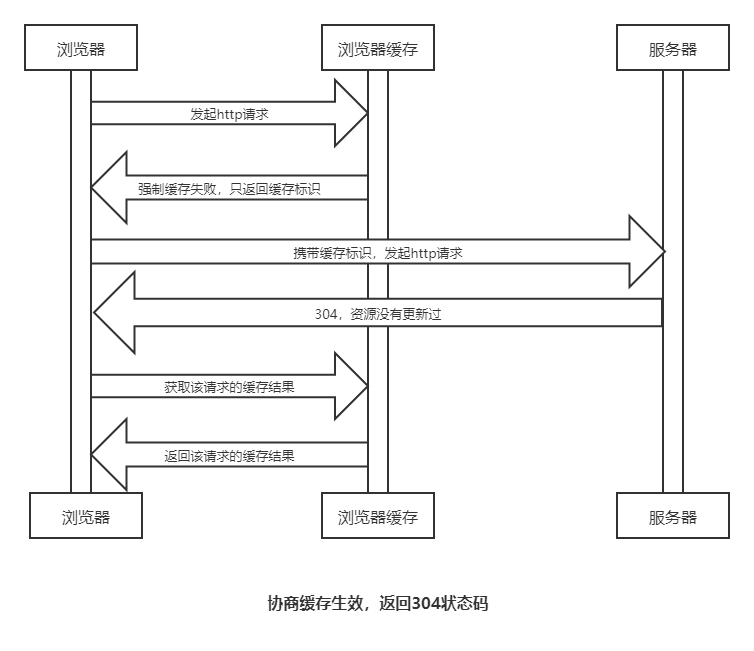 浏览器
浏览器缓存
服务器
发起http请求
强制缓存失败，只返回缓存标识
携带缓存标识，发起http请求
304，资源没有更新过
获取该请求的缓存结果
返回该请求的缓存结果
浏览器
浏览器缓存
服务器
协商缓存生效，返回304状态码